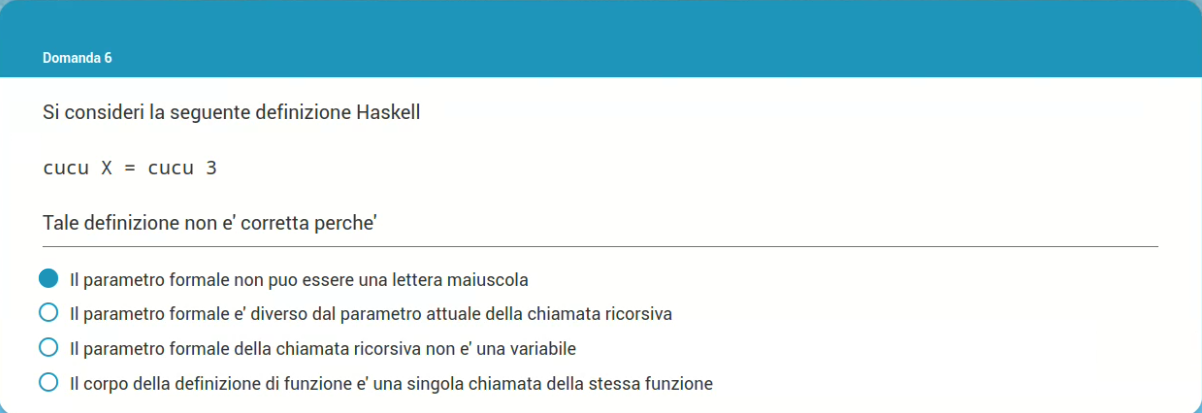 Domanda 6
Si consideri la seguente definizione Haskell
cucu X = cucu 3
Tale definizione non e' corretta perche'
Il parametro formale non puo essere una lettera maiuscola
Il parametro formale e' diverso dal parametro attuale della chiamata ricorsiva
Il parametro formale della chiamata ricorsiva non e' una variabile
Il corpo della definizione di funzione e' una singola chiamata della stessa funzione